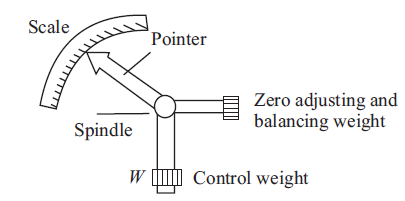 Scale
Pointer
Zero adjusting and
balancing weight
Spindle
W
Control weight